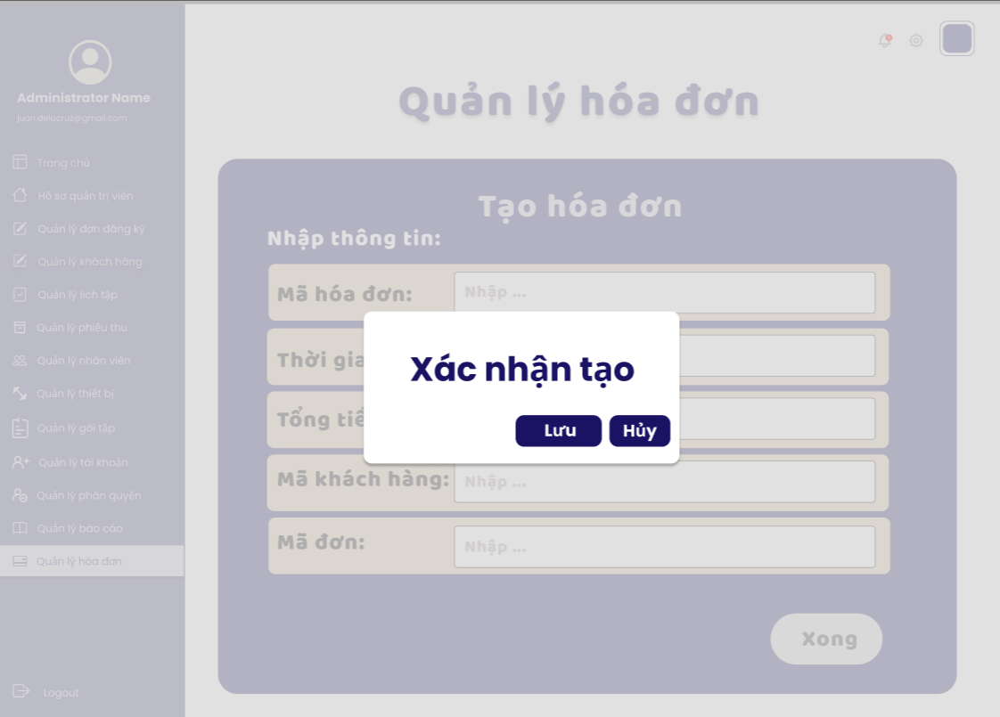 Administrator Name
juan.delacruz@gmail.com
Trang chủ
Hồ sơ quản trị viên
Quản lý đơn đăng ký
Quản lý khách hàng
Quản lý lịch tập
Quản lý phiếu thu
Quản lý nhân viên
Quản lý thiết bị
Quản lý gói tập
Quản lý tài khoản
Quản lý phân quyền
Quản lý báo cáo
Quản lý hóa đơn
Logout
Quản lý hóa đơn
Tạo hóa đơn
Nhập thông tin:
Mã hóa đơn: Nhập ...
Thời gia
Tổng tiề
Xác nhận tạo
Lưu Hủy
Mã khách hàng: Nhập ...
Mã đơn: Nhập ...
Xong